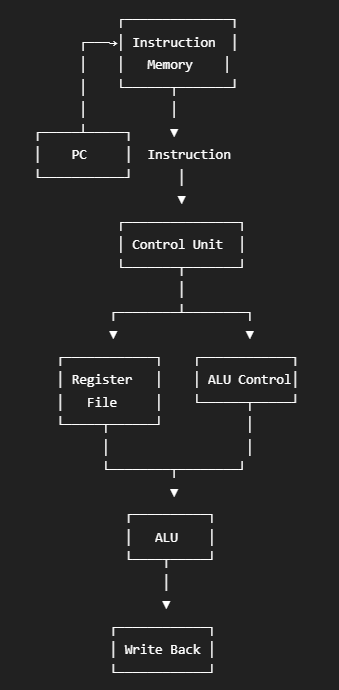 Instruction
Memory
PC
Instruction
Control Unit
Register
File
ALU Control
ALU
Write Back